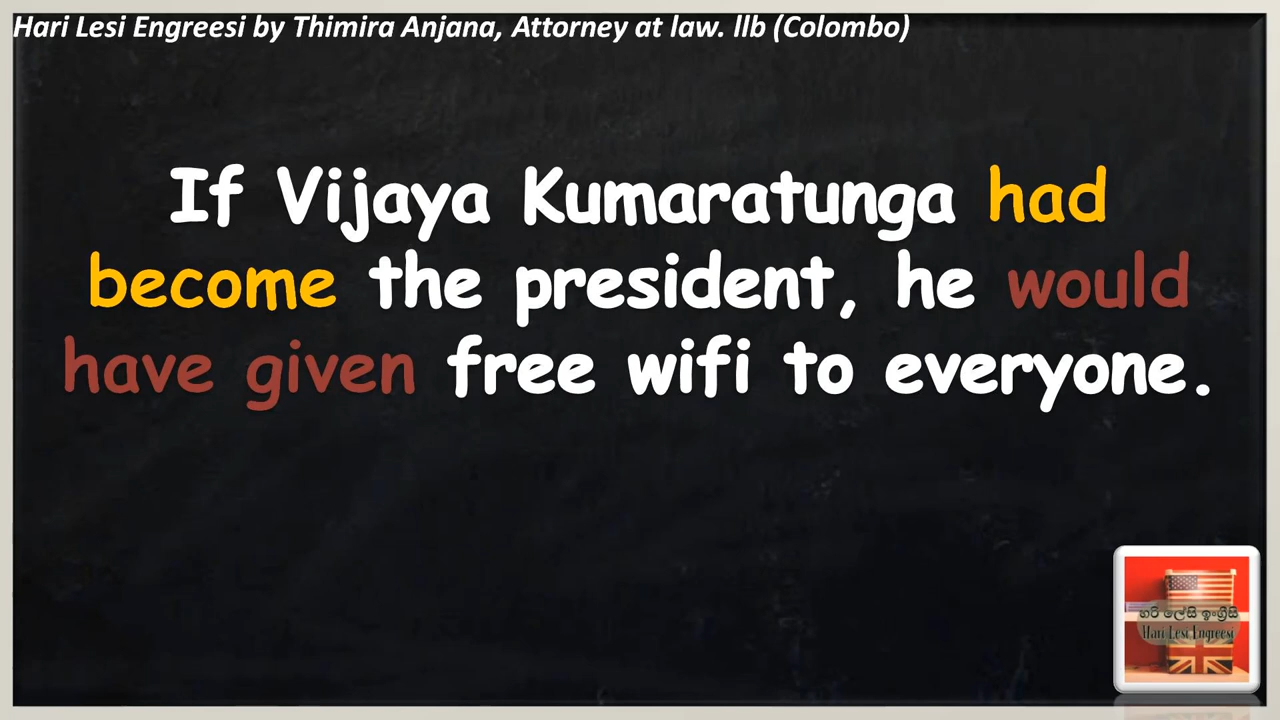 Hari Lesi Engreesi by Thimira Anjana, Attorney at law. llb (Colombo)
If Vijaya Kumaratunga had
become the president, he would
have given free wifi to everyone.
හරි ලේසි ඉංග්‍රීසි
Hari Lesi Engreesi